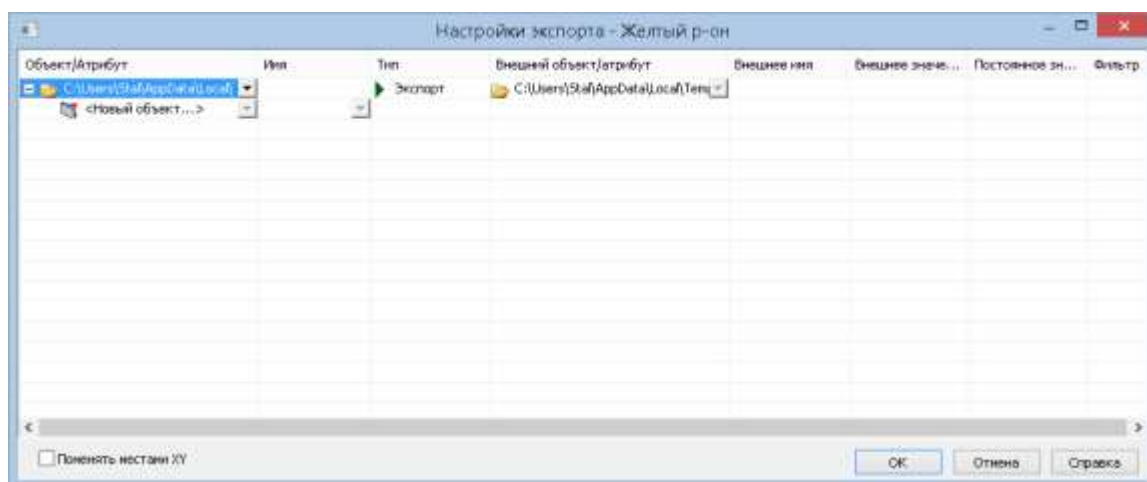 Настройки экспорта - Желтый р-он
Объект/Атрибут Имя Тип Внешний объект/атрибут Внешнее имя Внешнее значе... Постоянное зн... Фильтр
C:\Users\Staf\AppData\Local\ Экспорт C:\Users\Staf\AppData\Local\Temp
<Новый объект...>
Поменять местами XY
OK Отмена Справка